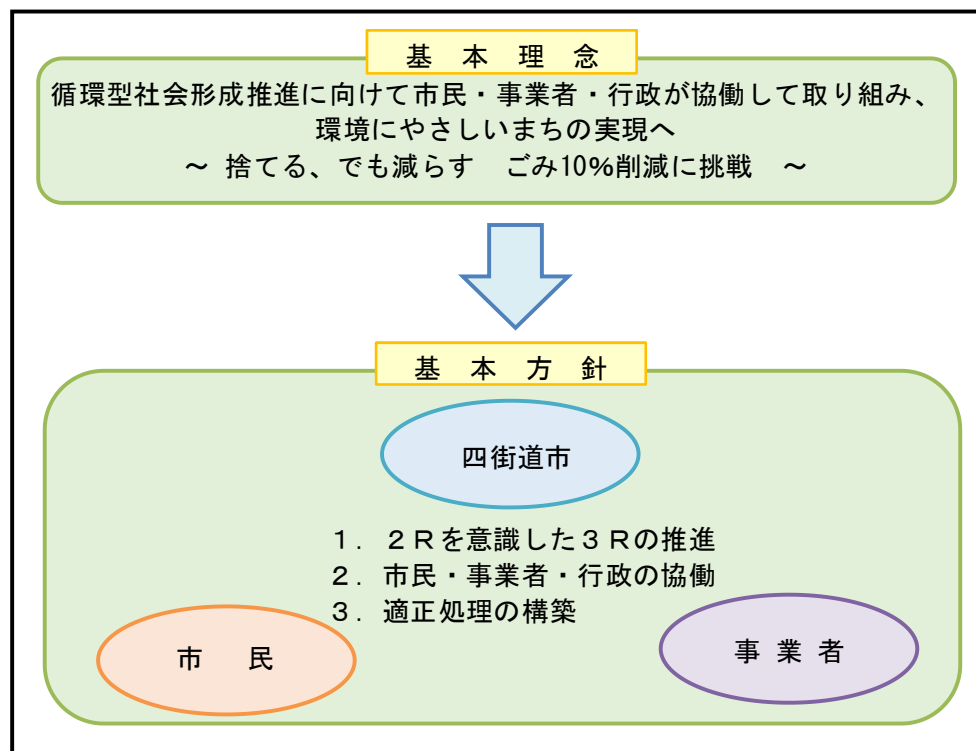 基 本 理 念
循環型社会形成推進に向けて市民・事業者・行政が協働して取り組み、
環境にやさしいまちの実現へ
～ 捨てる、でも減らす　ごみ10%削減に挑戦　～
基 本 方 針
四街道市
１．２Ｒを意識した３Ｒの推進
２．市民・事業者・行政の協働
３．適正処理の構築
市　民
事 業 者